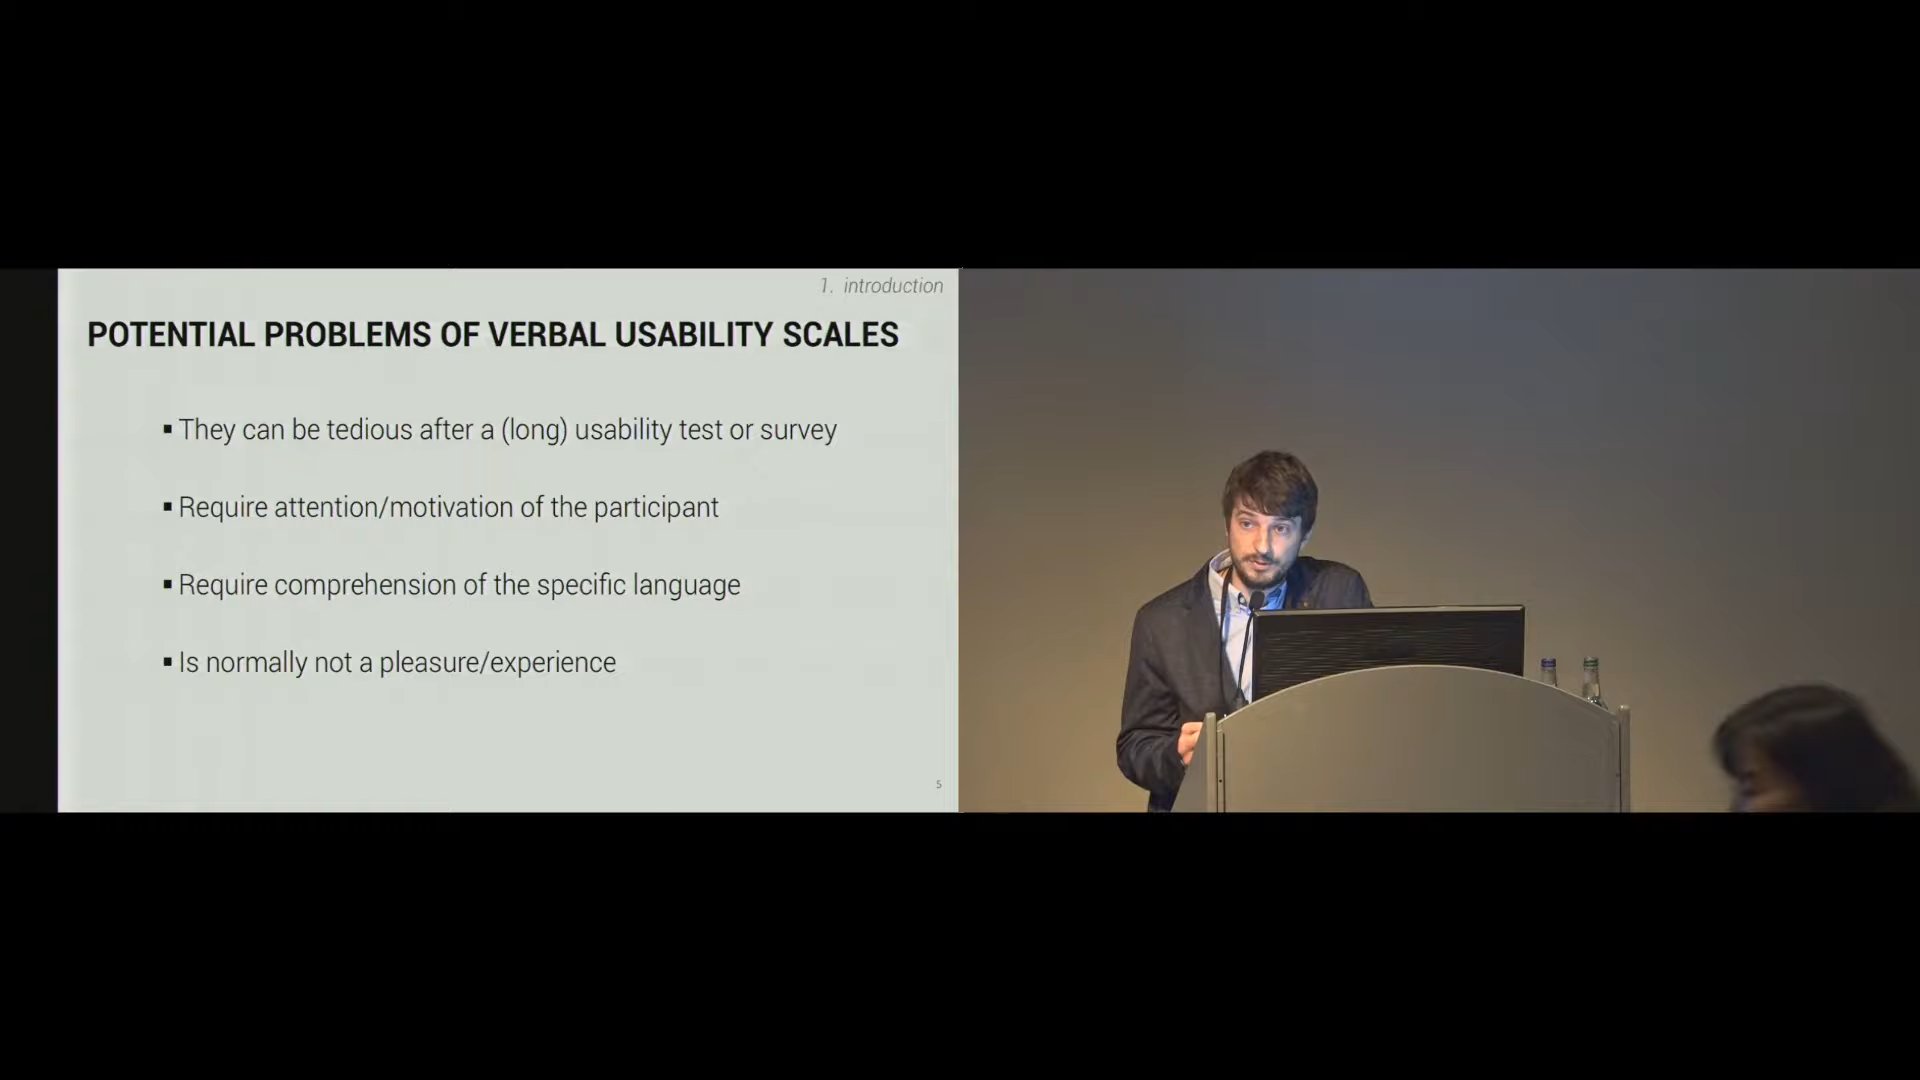 1. introduction
POTENTIAL PROBLEMS OF VERBAL USABILITY SCALES
▪ They can be tedious after a (long) usability test or survey
▪ Require attention/motivation of the participant
▪ Require comprehension of the specific language
▪ Is normally not a pleasure/experience
5